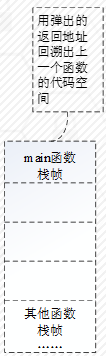 用弹出的
返回地址
回溯出上
一个函数
的代码空
间
main函数
栈帧
其他函数
栈帧
……